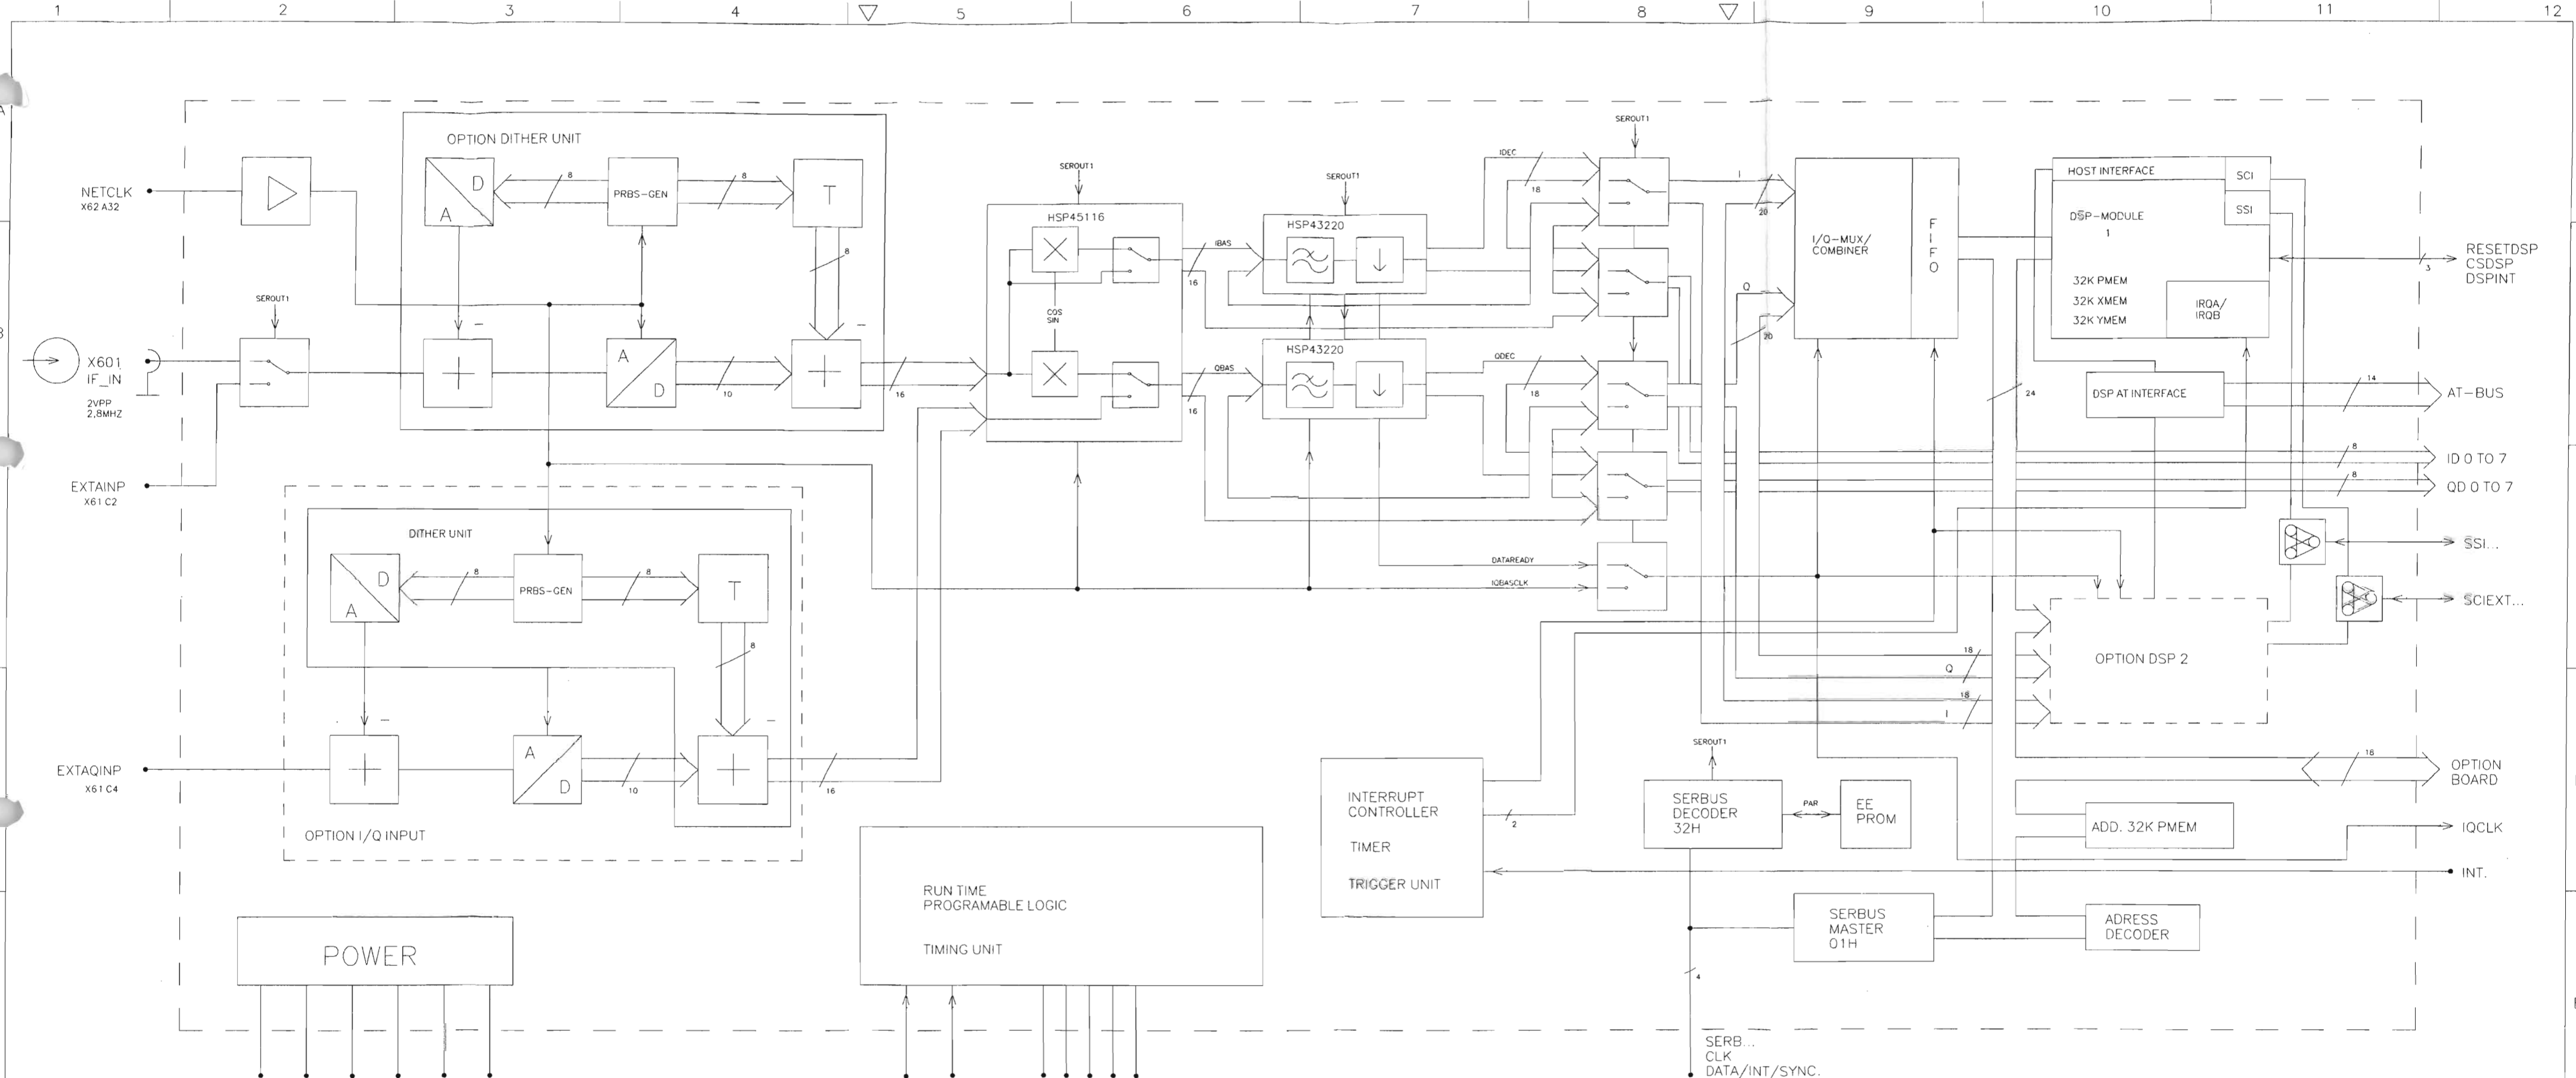 1 2 3 4 5 6 7 8 9 10 11 12
A
B
OPTION DITHER UNIT
NETCLK
X62 A32
D
A
8
PRBS-GEN
8
T
8
SEROUT1
X601
IF_IN
2VPP
2,8MHZ
-
A
D
10
-
16
EXTAINP
X61 C2
DITHER UNIT
D
A
8
PRBS-GEN
8
T
8
-
A
D
10
-
16
EXTAQINP
X61 C4
OPTION I/Q INPUT
POWER
SEROUT1
HSP45116
COS
SIN
IBAS
16
QBAS
16
SEROUT1
HSP43220
HSP43220
IDEC
18
QDEC
18
SEROUT1
DATAREADY
IQBASCLK
I
20
Q
20
I/Q-MUX/
COMBINER
FIFO
HOST INTERFACE
SCI
SSI
DSP-MODULE
1
32K PMEM
32K XMEM
32K YMEM
IRQA/
IRQB
3
RESETDSP
CSDSP
DSPINT
24
DSP AT INTERFACE
14
AT-BUS
8
ID 0 TO 7
8
QD 0 TO 7
SSI...
SCIEXT...
18
Q
18
I
OPTION DSP 2
18
OPTION
BOARD
RUN TIME
PROGRAMABLE LOGIC
TIMING UNIT
INTERRUPT
CONTROLLER
TIMER
TRIGGER UNIT
2
SEROUT1
SERBUS
DECODER
32H
PAR
EE
PROM
ADD. 32K PMEM
IQCLK
INT.
SERBUS
MASTER
01H
ADRESS
DECODER
4
SERB...
CLK
DATA/INT/SYNC.